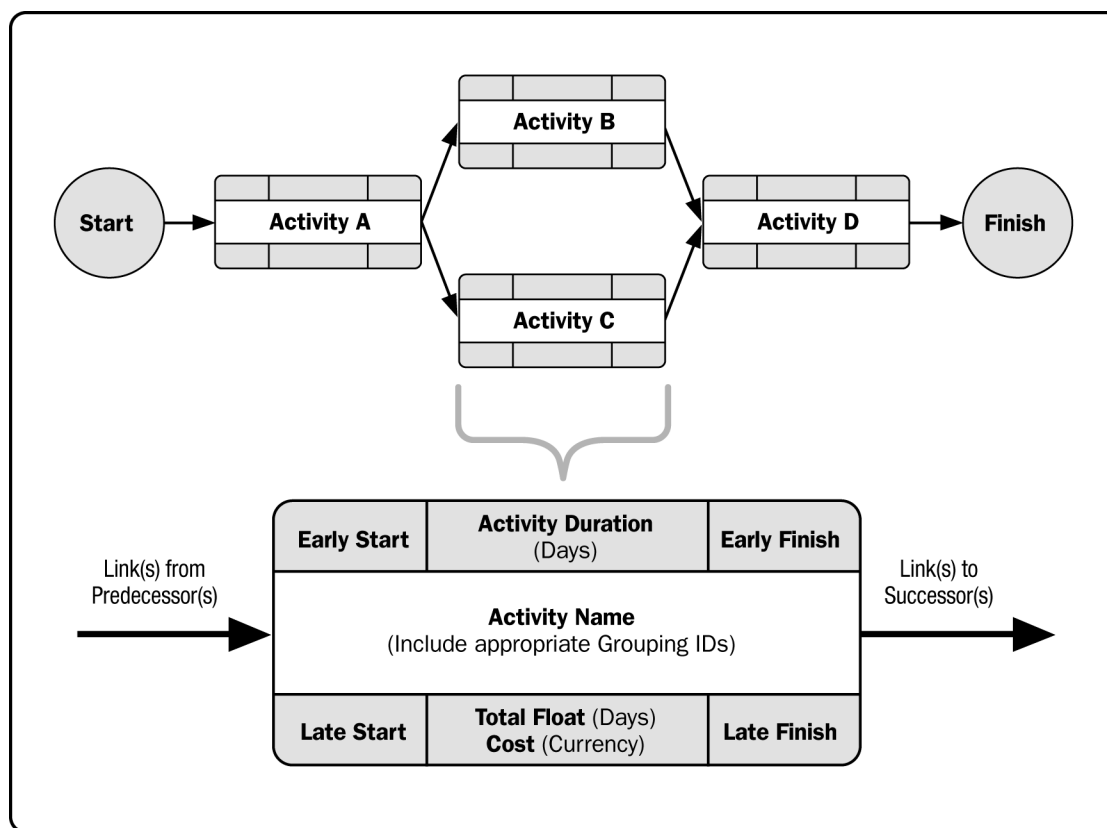 Activity B
Start
Activity A
Activity D
Finish
Activity C
Early Start
Activity Duration
(Days)
Early Finish
Link(s) from
Predecessor(s)
Activity Name
(Include appropriate Grouping IDs)
Link(s) to
Successor(s)
Late Start
Total Float (Days)
Cost (Currency)
Late Finish